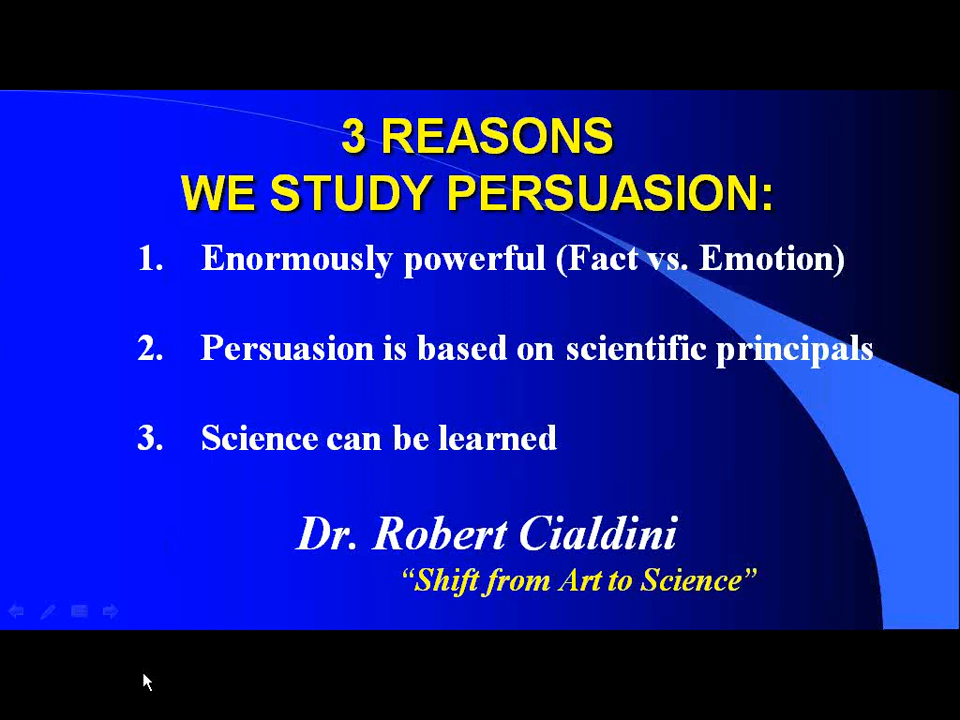 3 REASONS
WE STUDY PERSUASION:
1. Enormously powerful (Fact vs. Emotion)
2. Persuasion is based on scientific principals
3. Science can be learned
Dr. Robert Cialdini
“Shift from Art to Science”